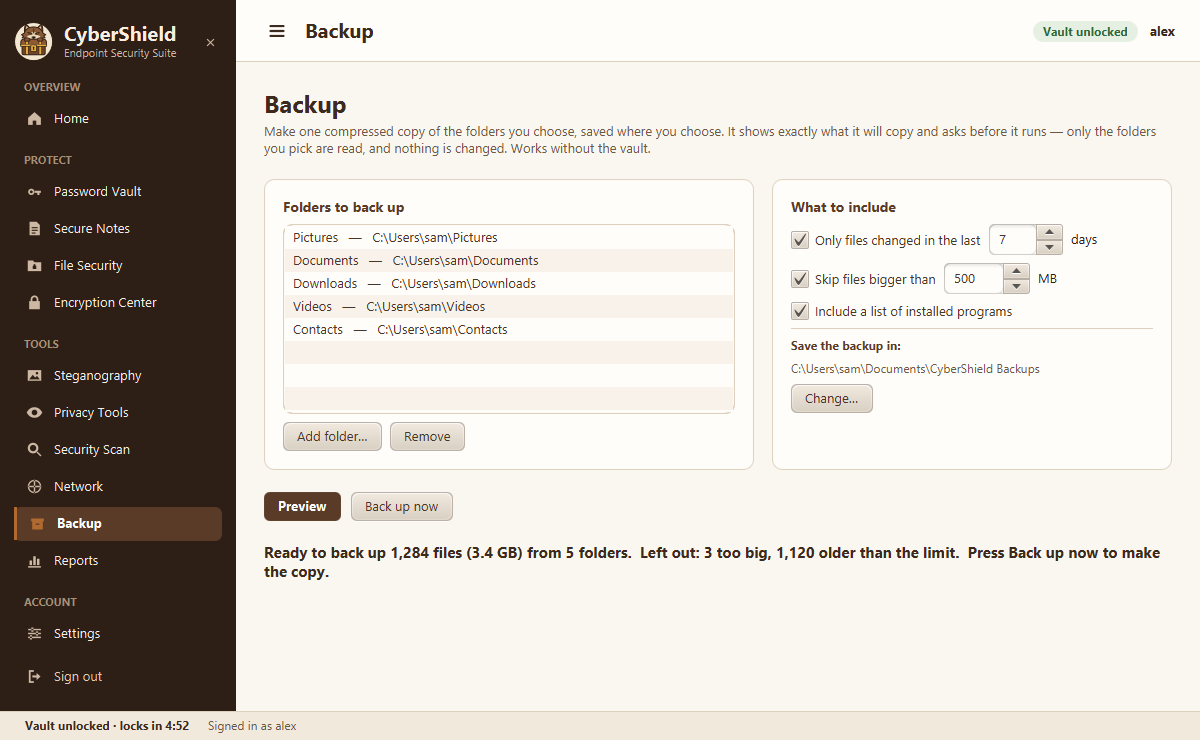 CyberShield
Endpoint Security Suite
×
OVERVIEW
Home
PROTECT
Password Vault
Secure Notes
File Security
Encryption Center
TOOLS
Steganography
Privacy Tools
Security Scan
Network
Backup
Reports
ACCOUNT
Settings
Sign out
Backup
Vault unlocked
alex
Backup
Make one compressed copy of the folders you choose, saved where you choose. It shows exactly what it will copy and asks before it runs — only the folders
you pick are read, and nothing is changed. Works without the vault.
Folders to back up
Pictures — C:\Users\sam\Pictures
Documents — C:\Users\sam\Documents
Downloads — C:\Users\sam\Downloads
Videos — C:\Users\sam\Videos
Contacts — C:\Users\sam\Contacts
Add folder...
Remove
What to include
Only files changed in the last 7 days
Skip files bigger than 500 MB
Include a list of installed programs
Save the backup in:
C:\Users\sam\Documents\CyberShield Backups
Change...
Preview
Back up now
Ready to back up 1,284 files (3.4 GB) from 5 folders. Left out: 3 too big, 1,120 older than the limit. Press Back up now to make
the copy.
Vault unlocked · locks in 4:52
Signed in as alex